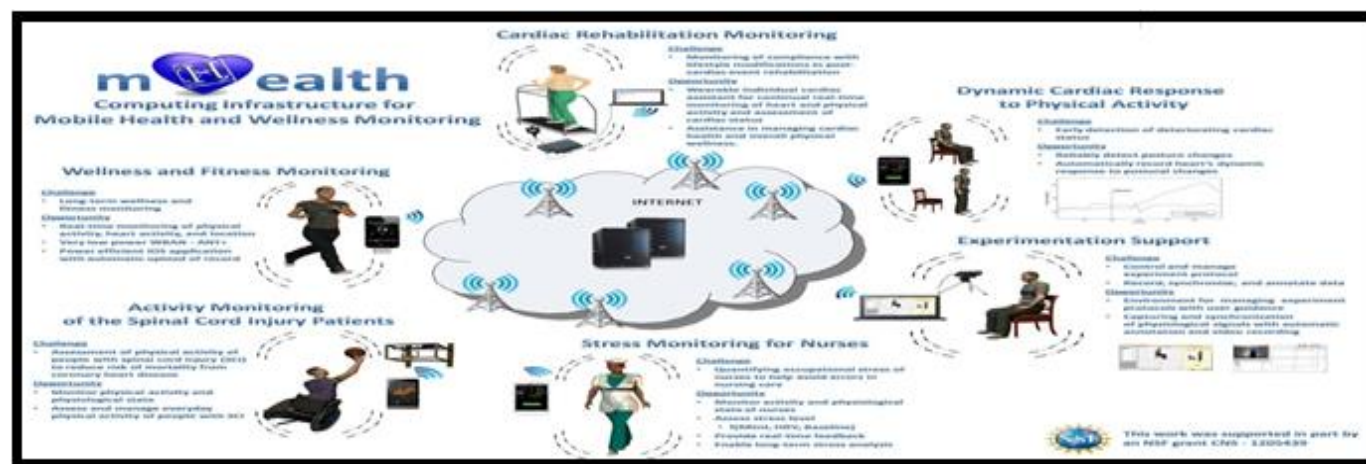 m ealth
Computing Infrastructure for
Mobile Health and Wellness Monitoring
Wellness and Fitness Monitoring
Challenge
• Long-term wellness and
fitness monitoring
Opportunity
• Real-time monitoring of physical
activity, heart activity, and location
• Very low power WBAN - ANT+
• Power efficient iOS application
with automatic upload of record
Activity Monitoring
of the Spinal Cord Injury Patients
Challenge
• Assessment of physical activity of
people with spinal cord injury (SCI)
to reduce risk of mortality from
coronary heart disease
Opportunity
• Monitor physical activity and
physiological state
• Assess and manage everyday
physical activity of people with SCI
Cardiac Rehabilitation Monitoring
Challenge
• Monitoring of compliance with
lifestyle modifications in post-
cardiac event rehabilitation
Opportunity
• Wearable individual cardiac
assistant for continual real-time
monitoring of heart and physical
activity and assessment of
cardiac status
• Assistance in managing cardiac
health and overall physical
wellness.
INTERNET
Stress Monitoring for Nurses
Challenge
• Quantifying occupational stress of
nurses to help avoid errors in
nursing care
Opportunity
• Monitor activity and physiological
state of nurses
• Assess stress level
HRV, Baseline)
• Provide real-time feedback
• Enable long-term stress analysis
Dynamic Cardiac Response
to Physical Activity
Challenge
• Early detection of deteriorating cardiac
status
Opportunity
• Reliably detect posture changes
• Automatically record heart's dynamic
response to postural changes
Experimentation Support
Challenge
• Control and manage
experiment protocol
• Record, synchronize, and annotate data
Opportunity
• Environment for managing experiment
protocols with user guidance
• Capturing and synchronization
of physiological signals with automatic
annotation and video recording
NSF
This work was supported in part by
an NSF grant CNS - 1205439